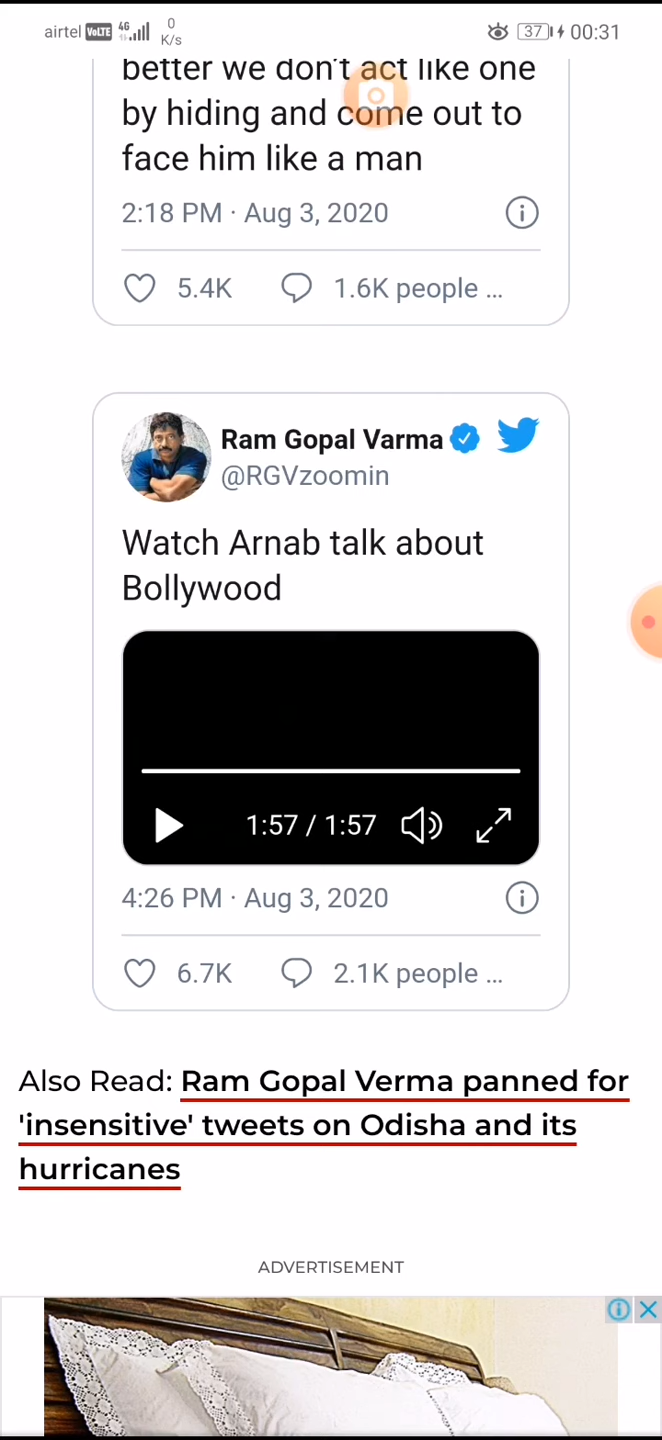 airtel VoLTE 4G 0 K/s 37 00:31
better we don't act like one
by hiding and come out to
face him like a man
2:18 PM · Aug 3, 2020
5.4K 1.6K people ...
Ram Gopal Varma
@RGVzoomin
Watch Arnab talk about
Bollywood
1:57 / 1:57
4:26 PM · Aug 3, 2020
6.7K 2.1K people ...
Also Read: Ram Gopal Verma panned for
'insensitive' tweets on Odisha and its
hurricanes
ADVERTISEMENT